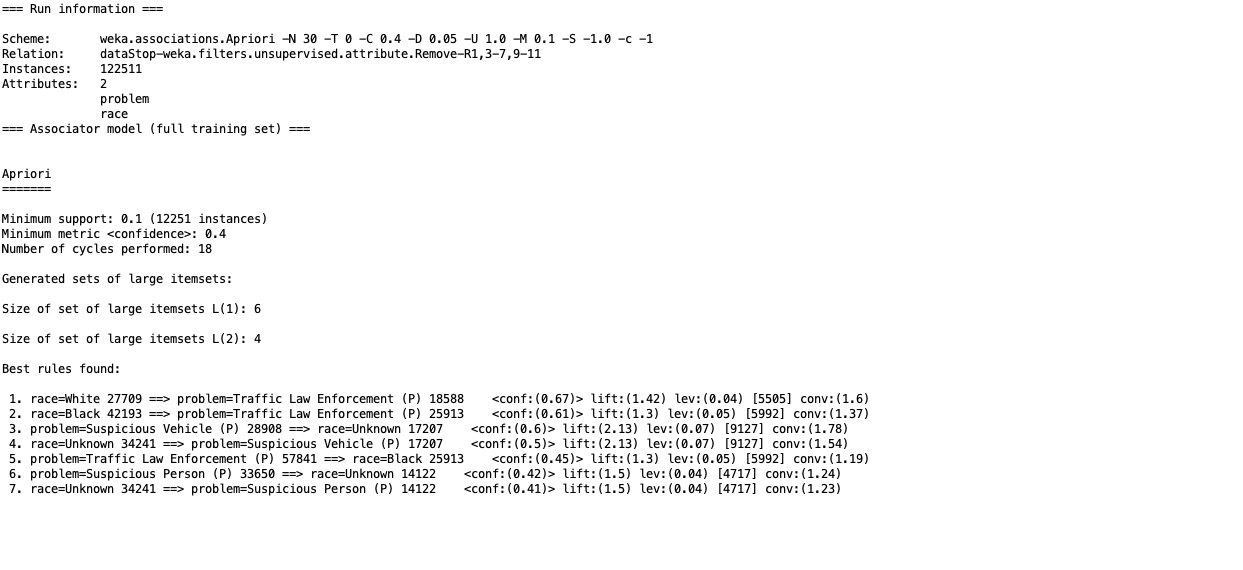 === Run information ===
Scheme: weka.associations.Apriori -N 30 -T 0 -C 0.4 -D 0.05 -U 1.0 -M 0.1 -S -1.0 -c -1
Relation: dataStop-weka.filters.unsupervised.attribute.Remove-R1,3-7,9-11
Instances: 122511
Attributes: 2
problem
race
=== Associator model (full training set) ===
Apriori
=======
Minimum support: 0.1 (12251 instances)
Minimum metric <confidence>: 0.4
Number of cycles performed: 18
Generated sets of large itemsets:
Size of set of large itemsets L(1): 6
Size of set of large itemsets L(2): 4
Best rules found:
1. race=White 27709 ==> problem=Traffic Law Enforcement (P) 18588 <conf:(0.67)> lift:(1.42) lev:(0.04) [5505] conv:(1.6)
2. race=Black 42193 ==> problem=Traffic Law Enforcement (P) 25913 <conf:(0.61)> lift:(1.3) lev:(0.05) [5992] conv:(1.37)
3. problem=Suspicious Vehicle (P) 28908 ==> race=Unknown 17207 <conf:(0.6)> lift:(2.13) lev:(0.07) [9127] conv:(1.78)
4. race=Unknown 34241 ==> problem=Suspicious Vehicle (P) 17207 <conf:(0.5)> lift:(2.13) lev:(0.07) [9127] conv:(1.54)
5. problem=Traffic Law Enforcement (P) 57841 ==> race=Black 25913 <conf:(0.45)> lift:(1.3) lev:(0.05) [5992] conv:(1.19)
6. problem=Suspicious Person (P) 33650 ==> race=Unknown 14122 <conf:(0.42)> lift:(1.5) lev:(0.04) [4717] conv:(1.24)
7. race=Unknown 34241 ==> problem=Suspicious Person (P) 14122 <conf:(0.41)> lift:(1.5) lev:(0.04) [4717] conv:(1.23)